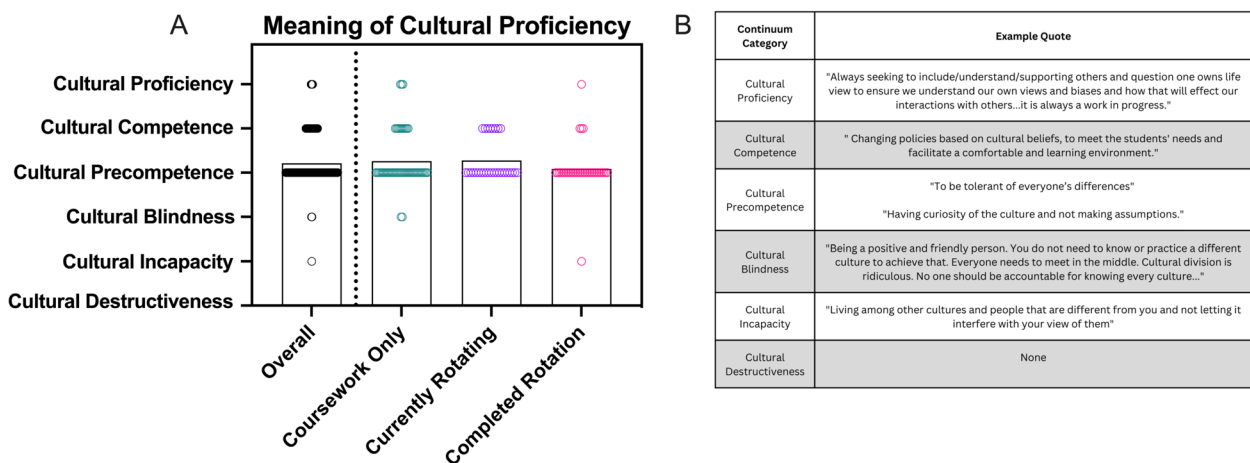 A
Meaning of Cultural Proficiency
Cultural Proficiency
Cultural Competence
Cultural Precompetence
Cultural Blindness
Cultural Incapacity
Cultural Destructiveness
Overall
Coursework Only
Currently Rotating
Completed Rotation
B
Continuum
Category
Example Quote
Cultural
Proficiency
"Always seeking to include/understand/supporting others and question one owns life
view to ensure we understand our own views and biases and how that will effect our
interactions with others...it is always a work in progress."
Cultural
Competence
" Changing policies based on cultural beliefs, to meet the students' needs and
facilitate a comfortable and learning environment."
Cultural
Precompetence
"To be tolerant of everyone's differences"
"Having curiosity of the culture and not making assumptions."
Cultural
Blindness
"Being a positive and friendly person. You do not need to know or practice a different
culture to achieve that. Everyone needs to meet in the middle. Cultural division is
ridiculous. No one should be accountable for knowing every culture..."
Cultural
Incapacity
"Living among other cultures and people that are different from you and not letting it
interfere with your view of them"
Cultural
Destructiveness
None